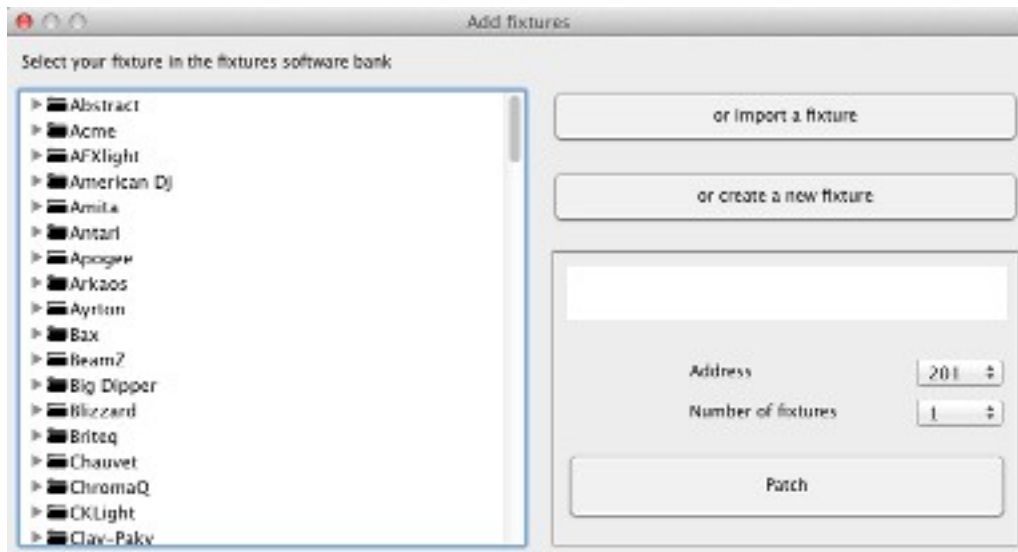 Add fixtures
Select your fixture in the fixtures software bank
Abstract
Acme
AFXlight
American DJ
Amita
Antari
Apogee
Arkaos
Ayrton
Bax
BeamZ
Big Dipper
Blizzard
Briteq
Chauvet
ChromaQ
CKLight
Clay-Paky
or import a fixture
or create a new fixture
Address 201
Number of fixtures 1
Patch